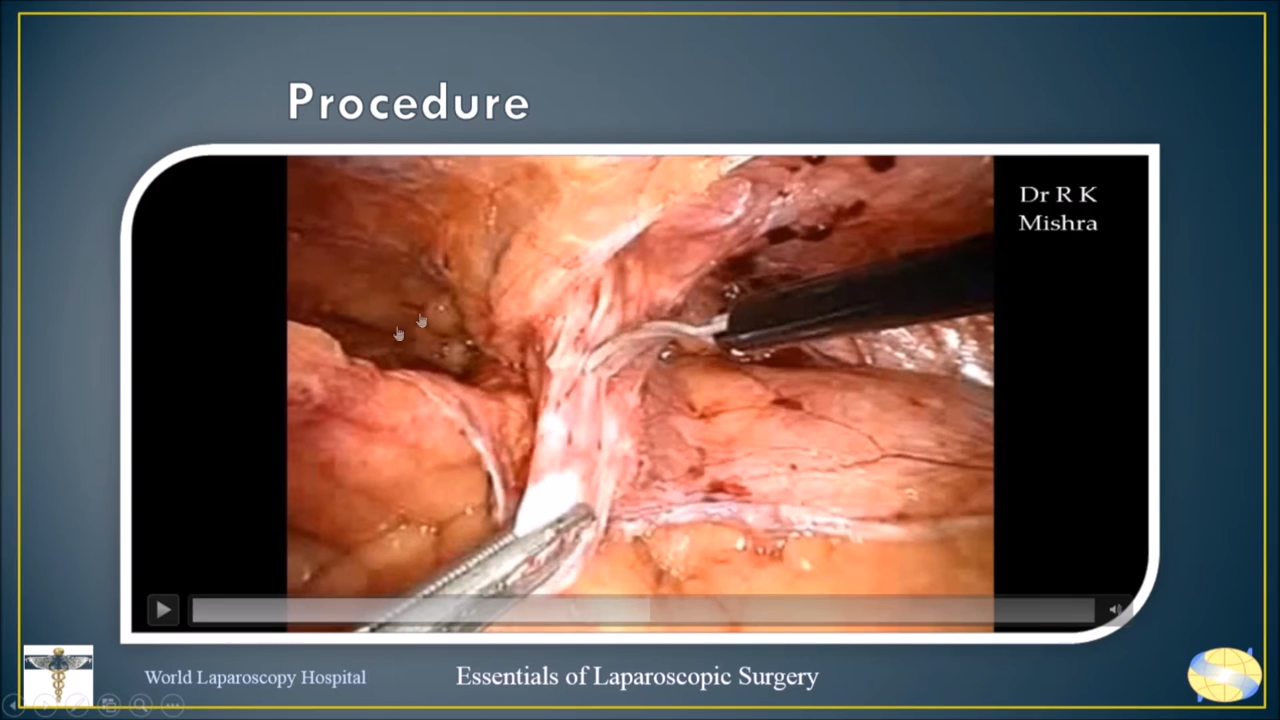 Procedure
Dr R K
Mishra
World Laparoscopy Hospital
Essentials of Laparoscopic Surgery